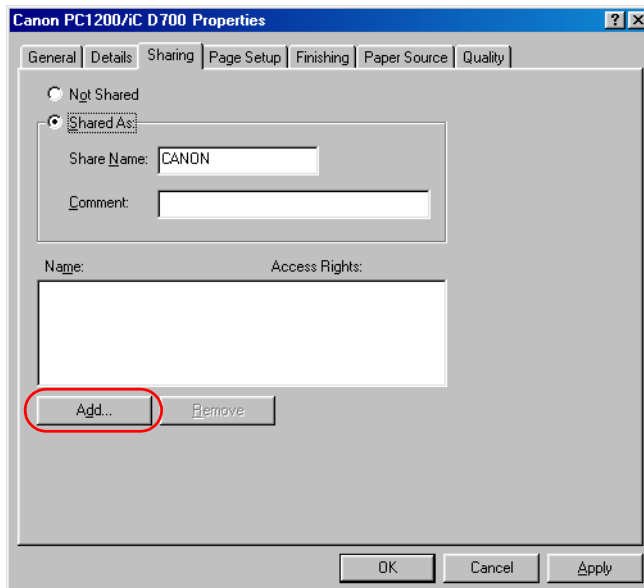 Canon PC1200/iC D700 Properties
General Details Sharing Page Setup Finishing Paper Source Quality
Not Shared
Shared As:
Share Name: CANON
Comment:
Name: Access Rights:
Add... Remove
OK Cancel Apply